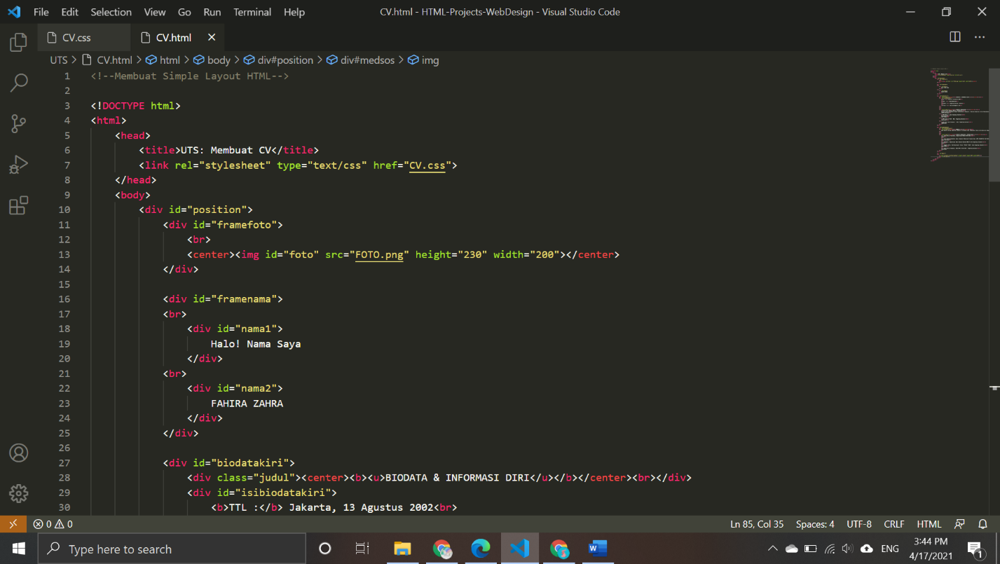 File Edit Selection View Go Run Terminal Help CV.html - HTML-Projects-WebDesign - Visual Studio Code
CV.css CV.html
UTS > CV.html > html > body > div#position > div#medsos > img
1 <!--Membuat Simple Layout HTML-->
2
3 <!DOCTYPE html>
4 <html>
5 <head>
6 <title>UTS: Membuat CV</title>
7 <link rel="stylesheet" type="text/css" href="CV.css">
8 </head>
9 <body>
10 <div id="position">
11 <div id="framefoto">
12 <br>
13 <center><img id="foto" src="FOTO.png" height="230" width="200"></center>
14 </div>
15
16 <div id="framenama">
17 <br>
18 <div id="nama1">
19 Halo! Nama Saya
20 </div>
21 <br>
22 <div id="nama2">
23 FAHIRA ZAHRA
24 </div>
25 </div>
26
27 <div id="biodatakiri">
28 <div class="judul"><center><b><u>BIODATA & INFORMASI DIRI</u></b></center><br></div>
29 <div id="isibiodatakiri">
30 <b>TTL :</b> Jakarta, 13 Agustus 2002<br>
0 0 Ln 85, Col 35 Spaces: 4 UTF-8 CRLF HTML
Type here to search ENG 3:44 PM 1
4/17/2021